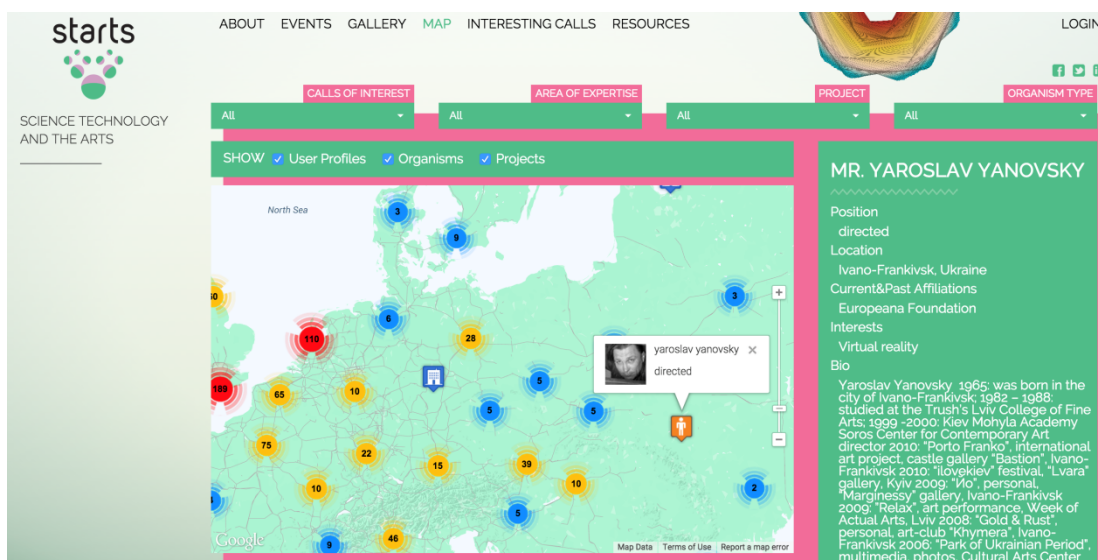 starts
SCIENCE TECHNOLOGY
AND THE ARTS
ABOUT EVENTS GALLERY MAP INTERESTING CALLS RESOURCES
LOGIN
CALLS OF INTEREST
All
AREA OF EXPERTISE
All
PROJECT
All
ORGANISM TYPE
All
SHOW User Profiles Organisms Projects
North Sea
3
9
3
6
110
28
189
65
10
5
5
5
75
22
15
39
10
10
2
5
46
9
yaroslav yanovsky
directed
Google
Map Data Terms of Use Report a map error
MR. YAROSLAV YANOVSKY
Position
directed
Location
Ivano-Frankivsk, Ukraine
Current&Past Affiliations
Europeana Foundation
Interests
Virtual reality
Bio
Yaroslav Yanovsky 1965: was born in the
city of Ivano-Frankivsk; 1982 – 1988:
studied at the Trush's Lviv College of Fine
Arts; 1999 -2000: Kiev Mohyla Academy
Soros Center for Contemporary Art
director 2010: "Porto Franko", international
art project, castle gallery "Bastion", Ivano-
Frankivsk 2010: "ilovekiev" festival, "Lvara"
gallery, Kyiv 2009: "Ио", personal,
"Marginessy" gallery, Ivano-Frankivsk
2009: "Relax", art performance, Week of
Actual Arts, Lviv 2008: "Gold & Rust",
personal, art-club "Khymera", Ivano-
Frankivsk 2006: "Park of Ukrainian Period",
multimedia, photos, Cultural Arts Center